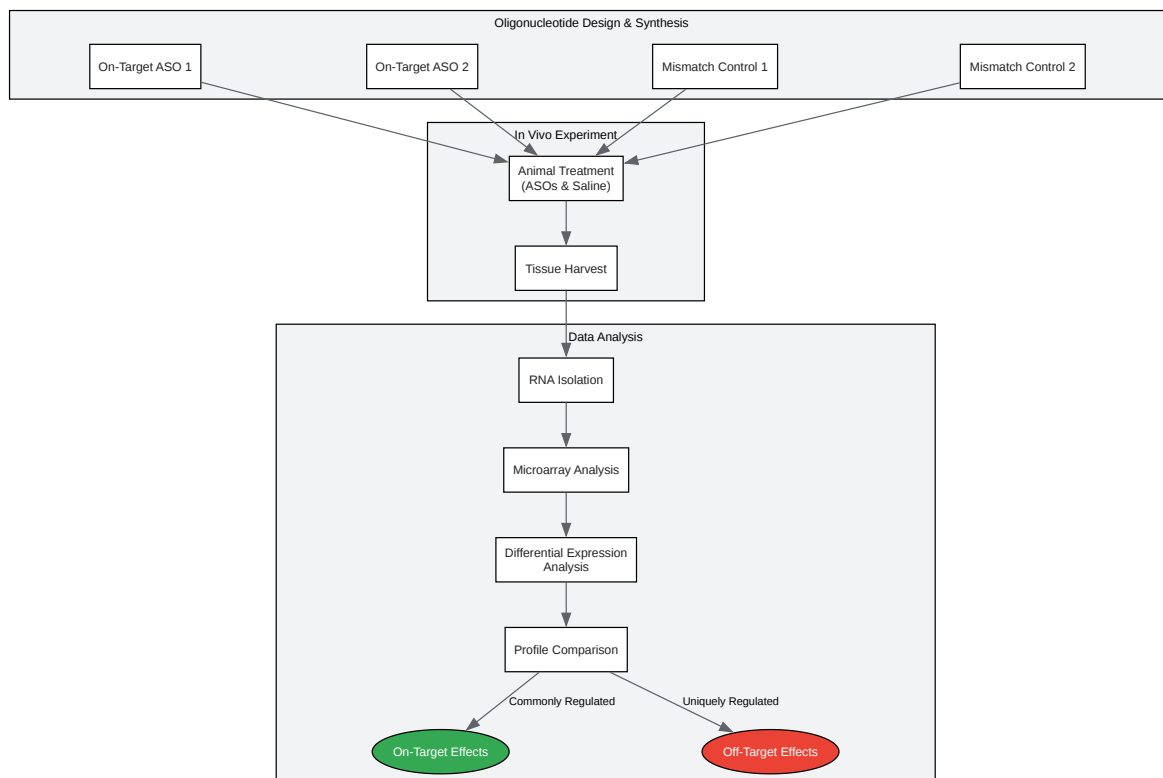 Oligonucleotide Design & Synthesis
On-Target ASO 1
On-Target ASO 2
Mismatch Control 1
Mismatch Control 2
In Vivo Experiment
Animal Treatment
(ASOs & Saline)
Tissue Harvest
Data Analysis
RNA Isolation
Microarray Analysis
Differential Expression
Analysis
Profile Comparison
Commonly Regulated
Uniquely Regulated
On-Target Effects
Off-Target Effects